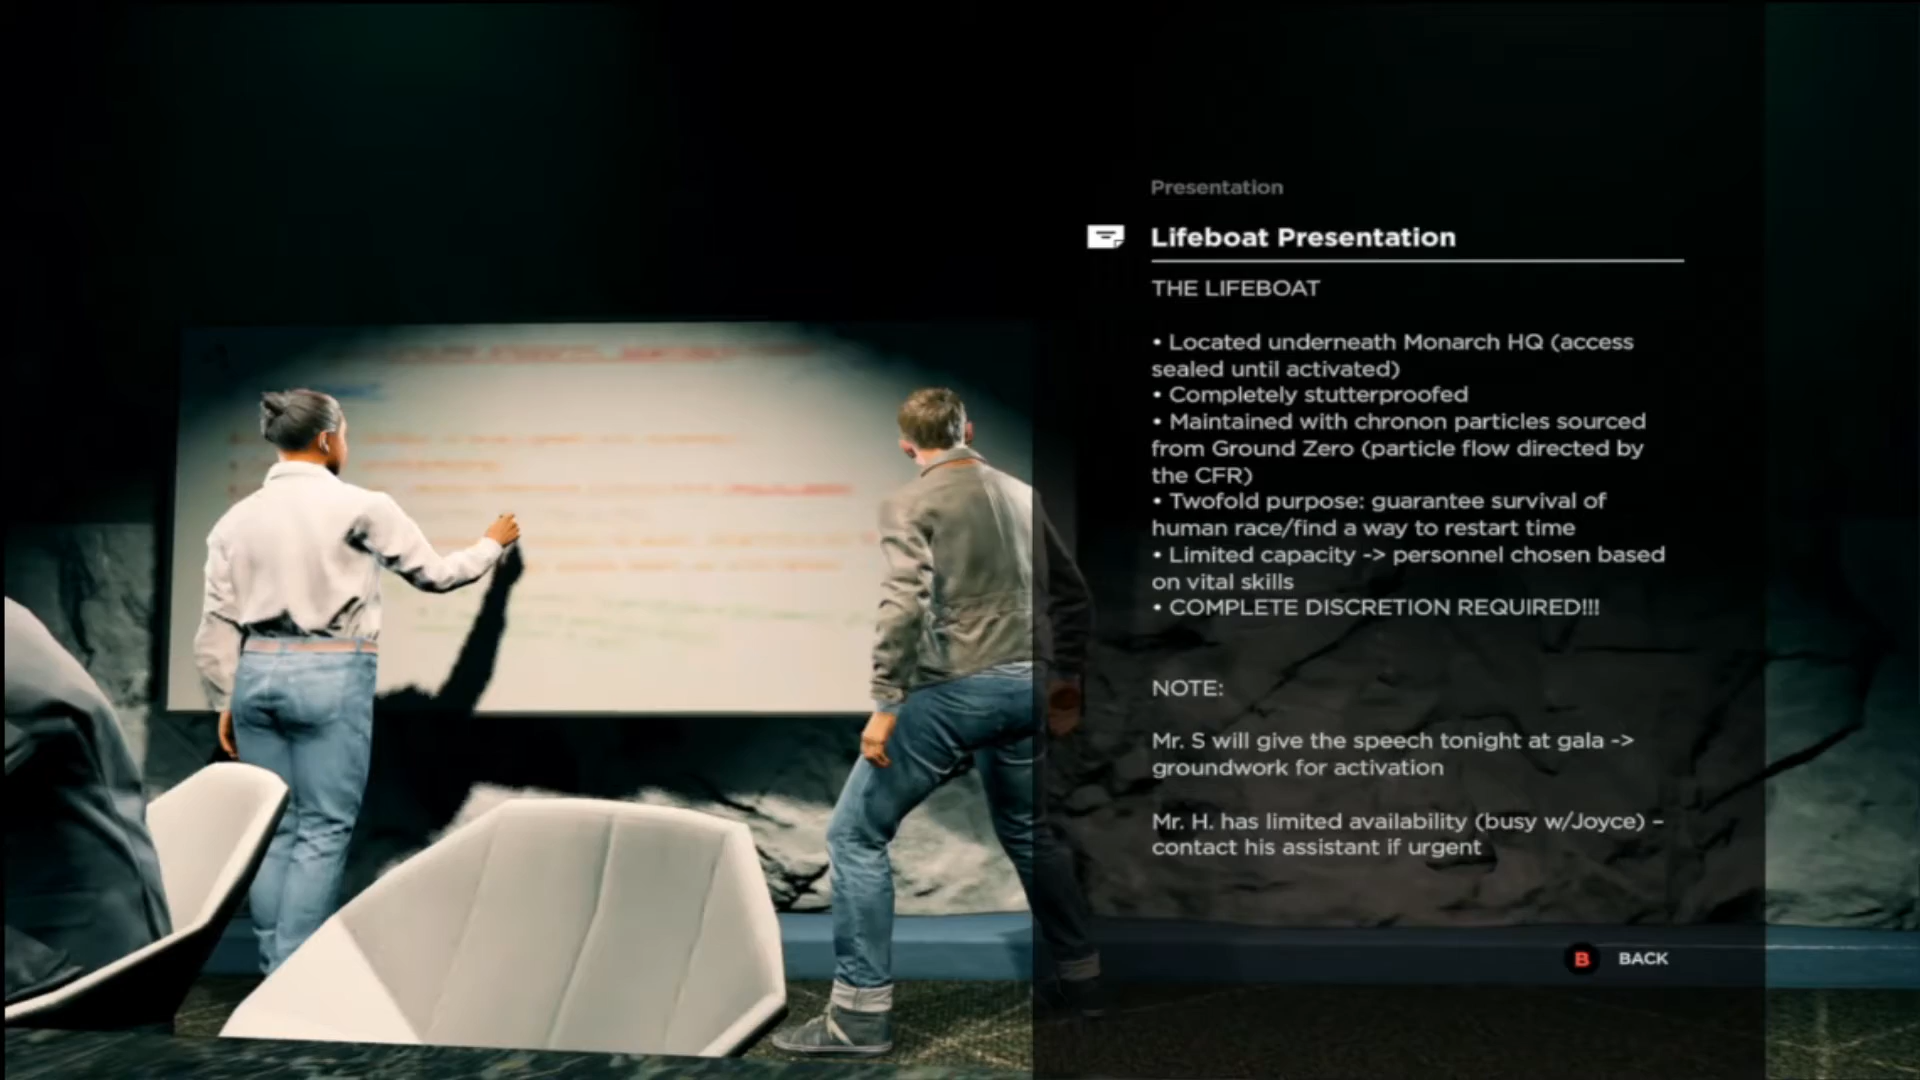 Presentation
Lifeboat Presentation
THE LIFEBOAT
• Located underneath Monarch HQ (access
sealed until activated)
• Completely stutterproofed
• Maintained with chronon particles sourced
from Ground Zero (particle flow directed by
the CFR)
• Twofold purpose: guarantee survival of
human race/find a way to restart time
• Limited capacity -> personnel chosen based
on vital skills
• COMPLETE DISCRETION REQUIRED!!!
NOTE:
Mr. S will give the speech tonight at gala ->
groundwork for activation
Mr. H. has limited availability (busy w/Joyce) –
contact his assistant if urgent
B BACK